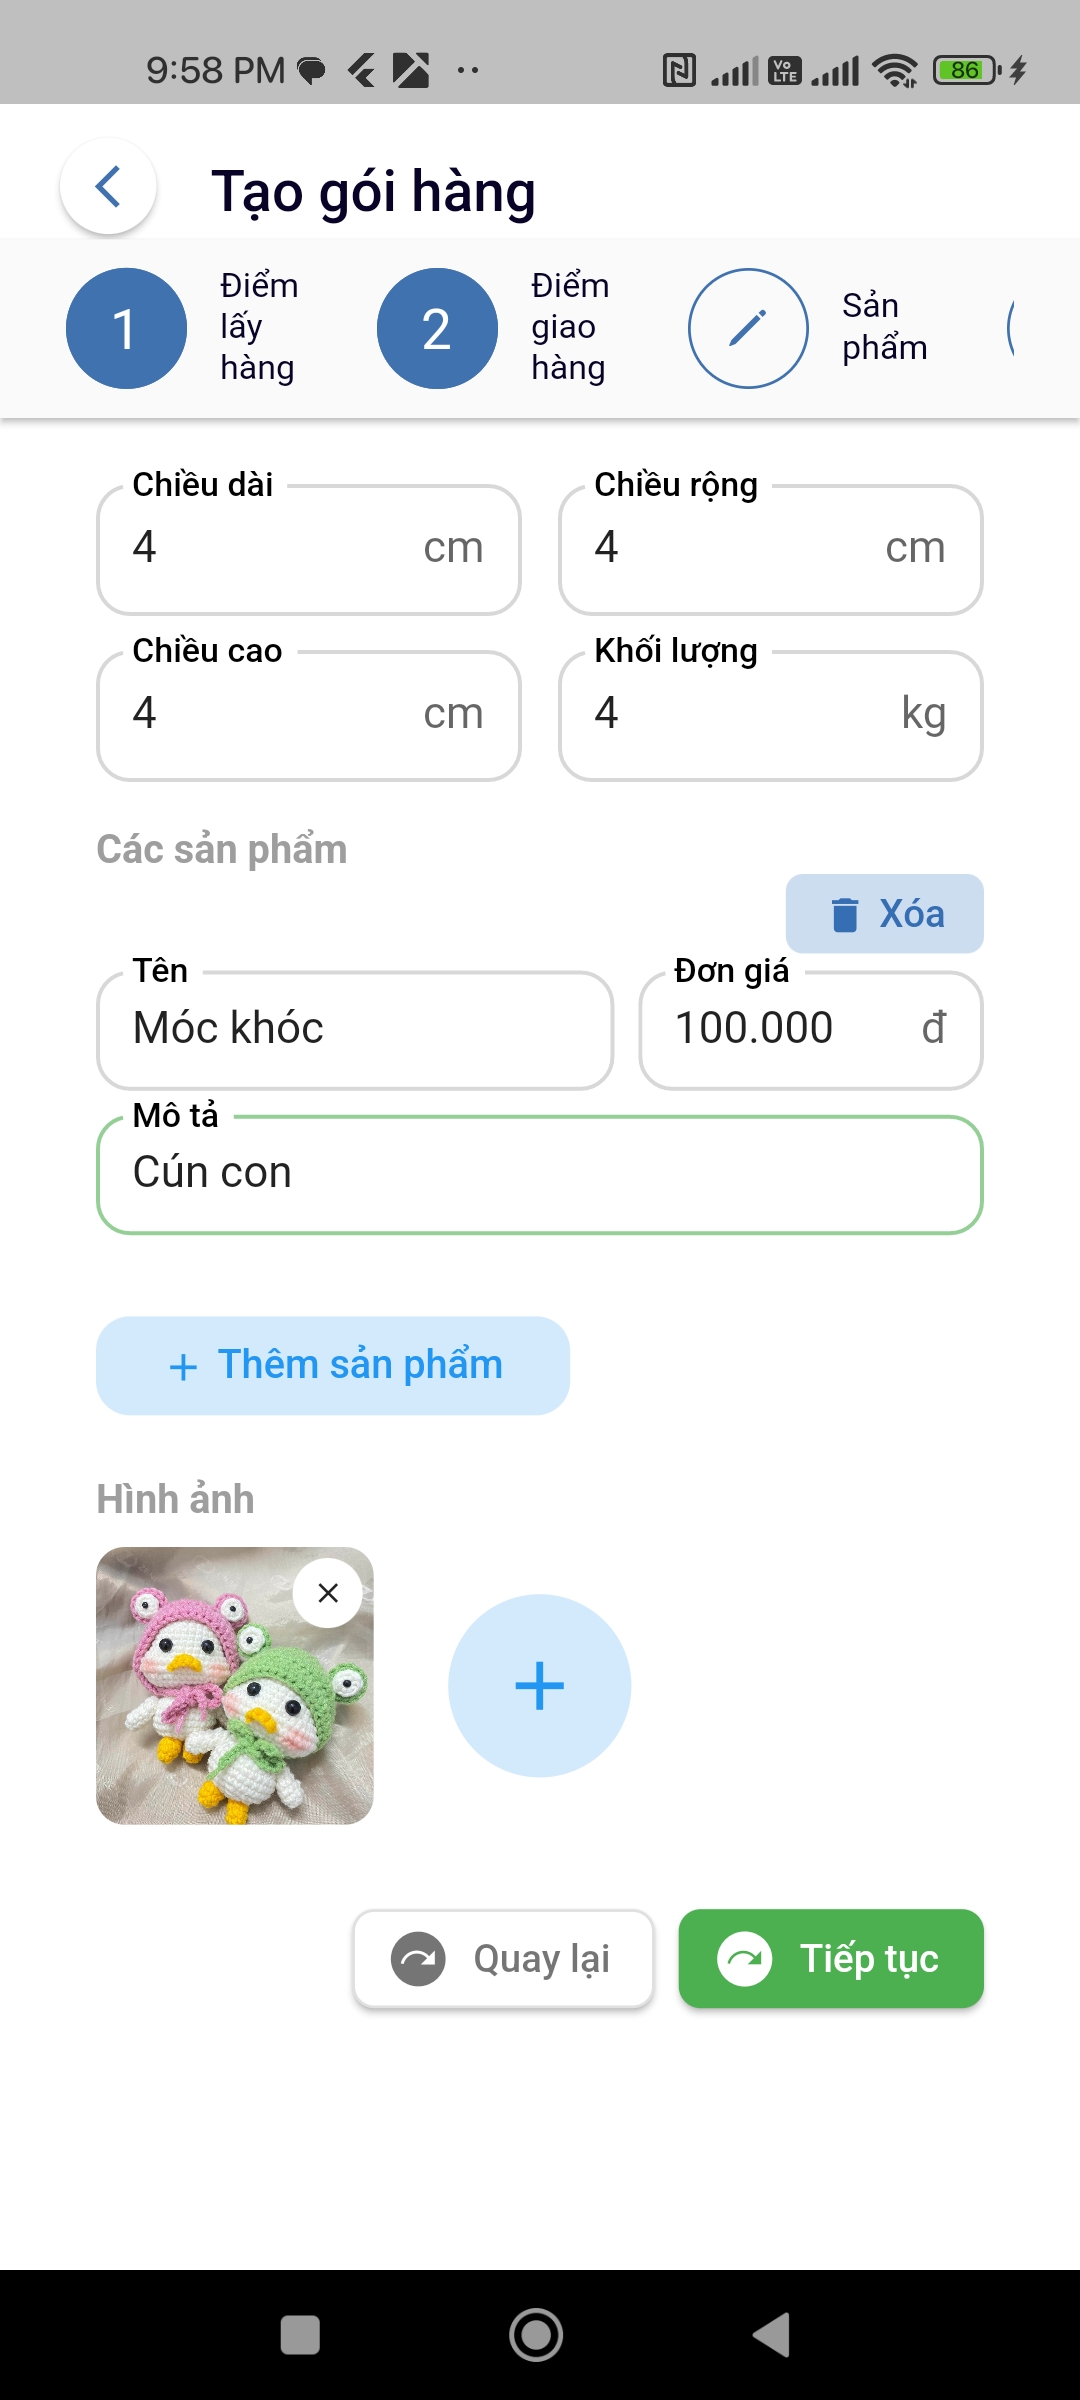 9:58 PM
Vo LTE
86
Tạo gói hàng
1
Điểm
lấy
hàng
2
Điểm
giao
hàng
Sản
phẩm
Chiều dài
4 cm
Chiều rộng
4 cm
Chiều cao
4 cm
Khối lượng
4 kg
Các sản phẩm
Xóa
Tên
Móc khóc
Đơn giá
100.000 đ
Mô tả
Cún con
+ Thêm sản phẩm
Hình ảnh
Quay lại
Tiếp tục